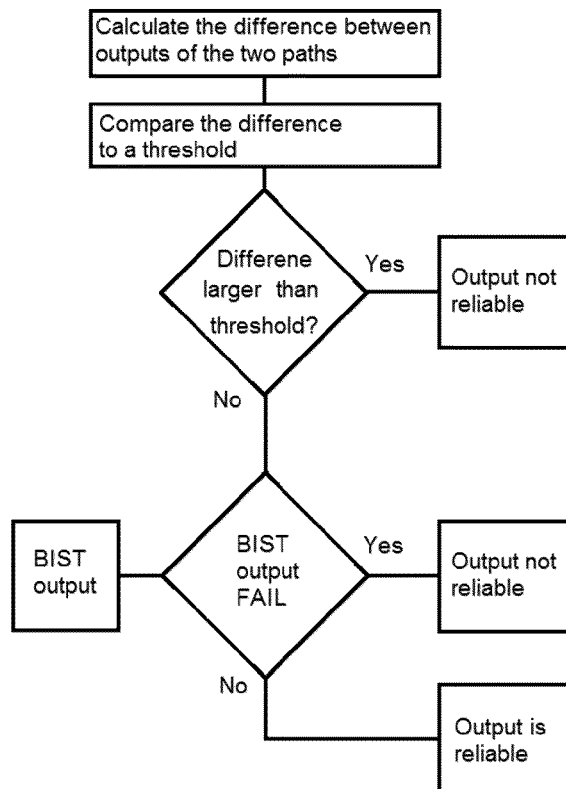 Calculate the difference between
outputs of the two paths
Compare the difference
to a threshold
Differene
larger than
threshold?
Yes
Output not
reliable
No
BIST
output
BIST
output
FAIL
Yes
Output not
reliable
No
Output is
reliable